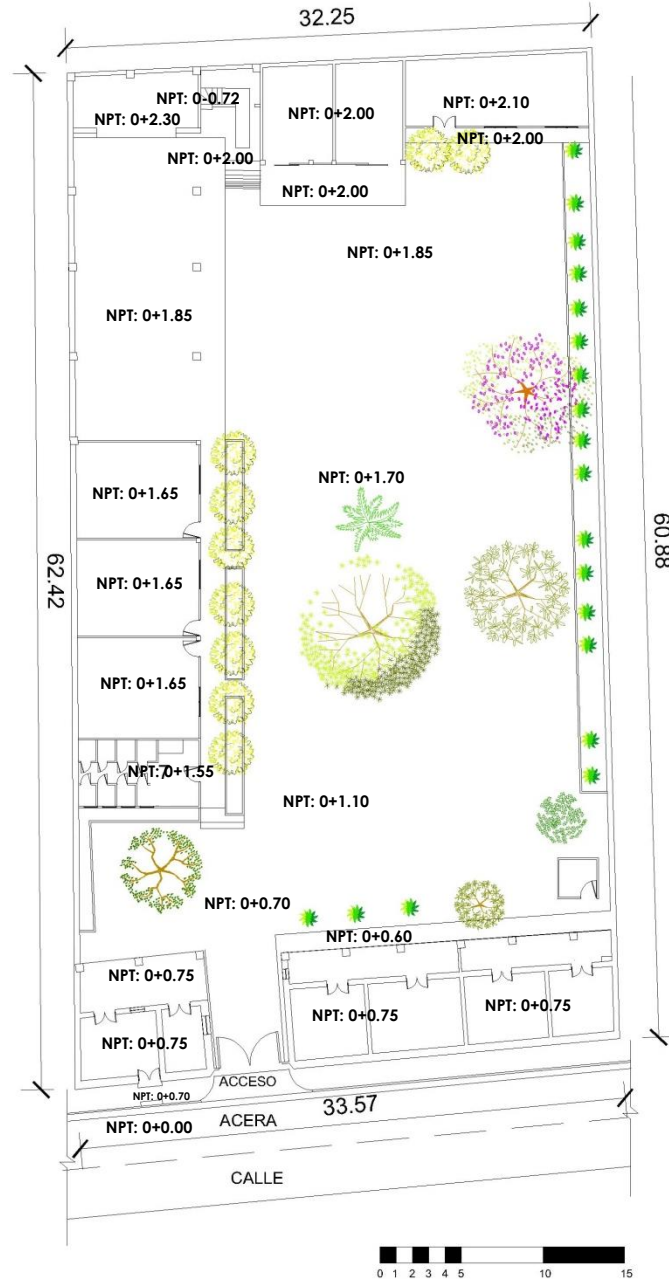 32.25
NPT: 0-0.72
NPT: 0+2.10
NPT: 0+2.30
NPT: 0+2.00
NPT: 0+2.00
NPT: 0+2.00
NPT: 0+2.00
NPT: 0+1.85
NPT: 0+1.85
NPT: 0+1.70
NPT: 0+1.65
62.42
60.88
NPT: 0+1.65
NPT: 0+1.65
NPT: 0+1.55
NPT: 0+1.10
NPT: 0+0.70
NPT: 0+0.60
NPT: 0+0.75
NPT: 0+0.75
NPT: 0+0.75
NPT: 0+0.75
ACCESO
NPT: 0+0.70
33.57
NPT: 0+0.00
ACERA
CALLE
0 1 2 3 4 5 10 15